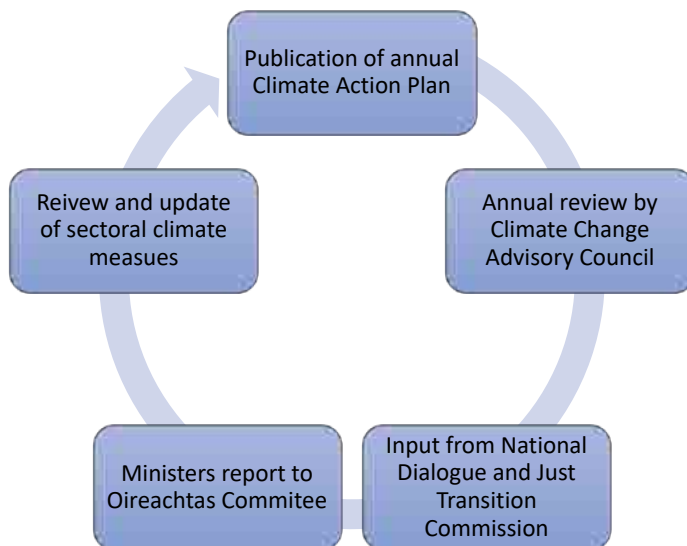 Publication of annual
Climate Action Plan
Annual review by
Climate Change
Advisory Council
Input from National
Dialogue and Just
Transition
Commission
Ministers report to
Oireachtas Commitee
Reivew and update
of sectoral climate
measues